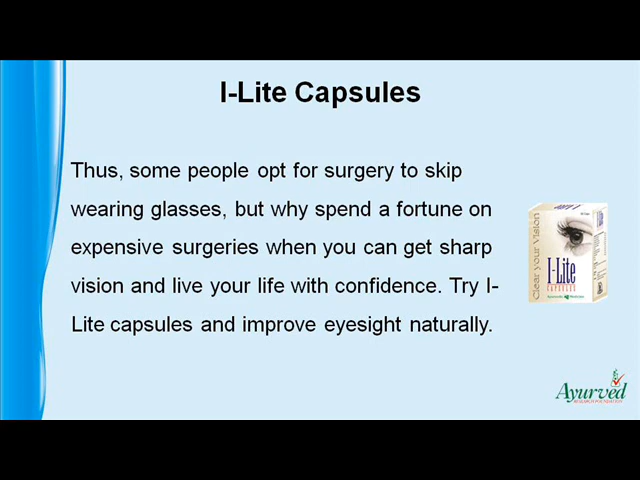 I-Lite Capsules
Thus, some people opt for surgery to skip
wearing glasses, but why spend a fortune on
expensive surgeries when you can get sharp
vision and live your life with confidence. Try I-
Lite capsules and improve eyesight naturally.
Clear your Vision
I-Lite
CAPSULES
Ayurved
RESEARCH FOUNDATION